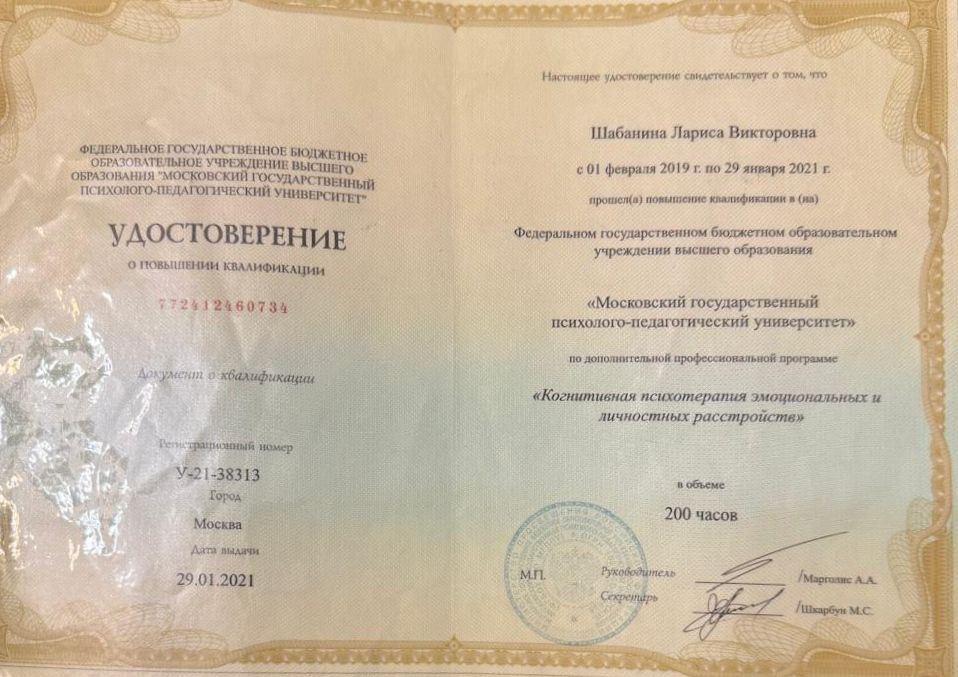 ФЕДЕРАЛЬНОЕ ГОСУДАРСТВЕННОЕ БЮДЖЕТНОЕ
ОБРАЗОВАТЕЛЬНОЕ УЧРЕЖДЕНИЕ ВЫСШЕГО
ОБРАЗОВАНИЯ "МОСКОВСКИЙ ГОСУДАРСТВЕННЫЙ
ПСИХОЛОГО-ПЕДАГОГИЧЕСКИЙ УНИВЕРСИТЕТ"
УДОСТОВЕРЕНИЕ
О ПОВЫШЕНИИ КВАЛИФИКАЦИИ
772412460734
Документ о квалификации
Регистрационный номер
У-21-38313
Город
Москва
Дата выдачи
29.01.2021
Настоящее удостоверение свидетельствует о том, что
Шабанина Лариса Викторовна
с 01 февраля 2019 г. по 29 января 2021 г.
прошел(а) повышение квалификации в (на)
Федеральном государственном бюджетном образовательном
учреждении высшего образования
«Московский государственный
психолого-педагогический университет»
по дополнительной профессиональной программе
«Когнитивная психотерапия эмоциональных и
личностных расстройств»
в объеме
200 часов
М.П.
Руководитель /Марголис А.А.
Секретарь /Шкарбун М.С.